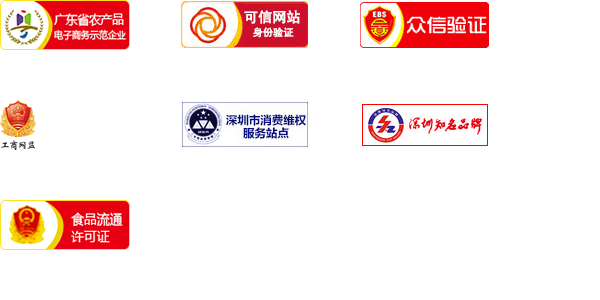 广东省农产品
电子商务示范企业
可信网站
身份验证
EBS
众信验证
工商网监
深圳市消费维权
服务站点
深圳知名品牌
食品流通
许可证